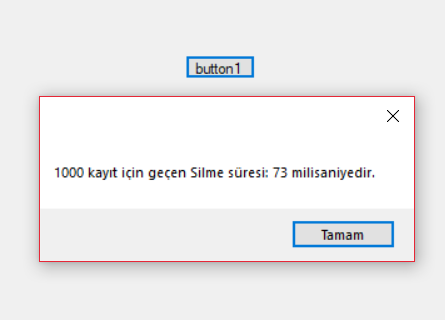 button1
1000 kayıt için geçen Silme süresi: 73 milisaniyedir.
Tamam